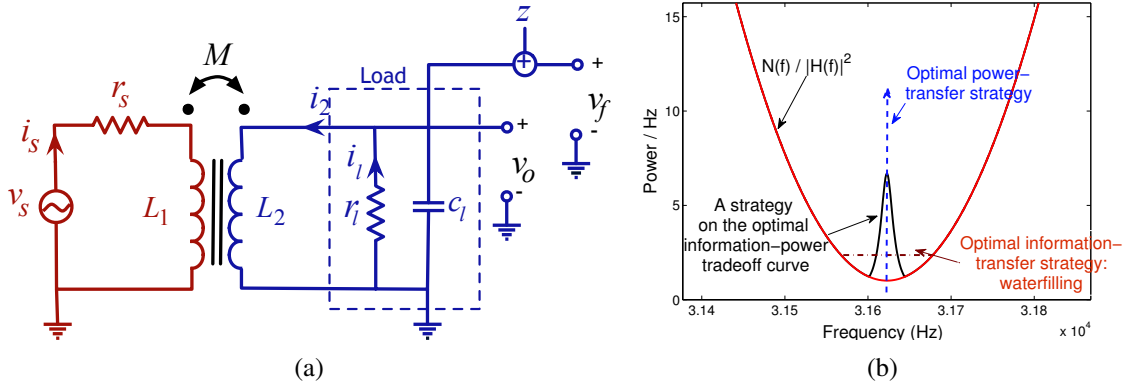 z
M
Load
+
r_s
i_2
+
v_f
-
i_s
i_l
v_o
-
v_s
L_1
L_2
r_l
c_l
(a)
15
10
5
0
Power / Hz
N(f) / |H(f)|^2
Optimal power−
transfer strategy
A strategy
on the optimal
information−power
tradeoff curve
Optimal information−
transfer strategy:
waterfilling
3.14 3.15 3.16 3.17 3.18
x 10^4
Frequency (Hz)
(b)